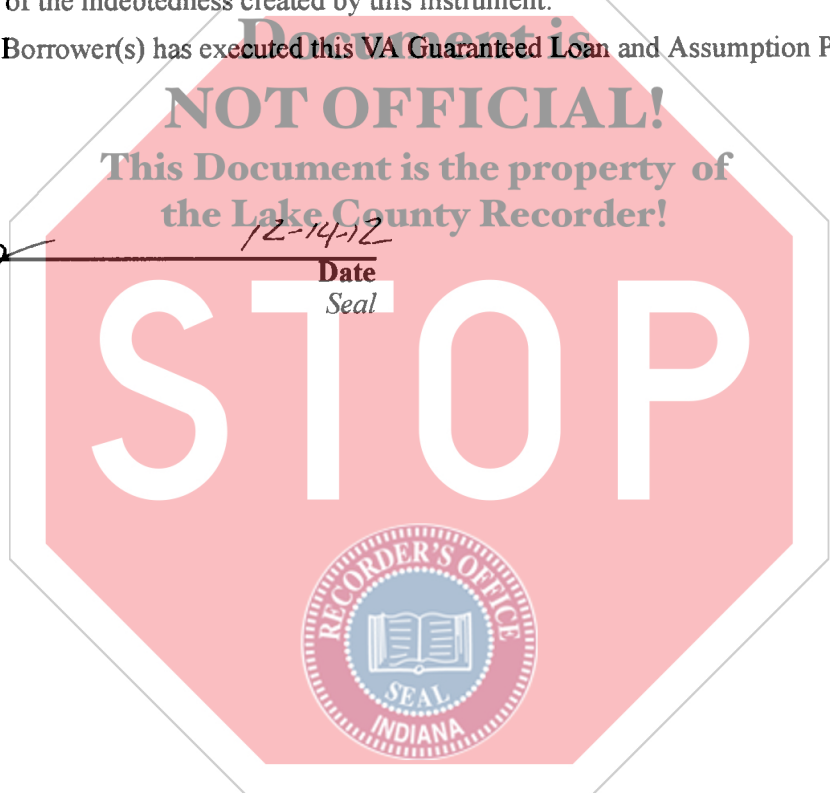 of the indebtedness created by this instrument.
Document is
Borrower(s) has executed this VA Guaranteed Loan and Assumption P
NOT OFFICIAL!
This Document is the property of
the Lake County Recorder!
12-14-12
Date
Seal
STOP
RECORDER'S OFFICE
SEAL
INDIANA